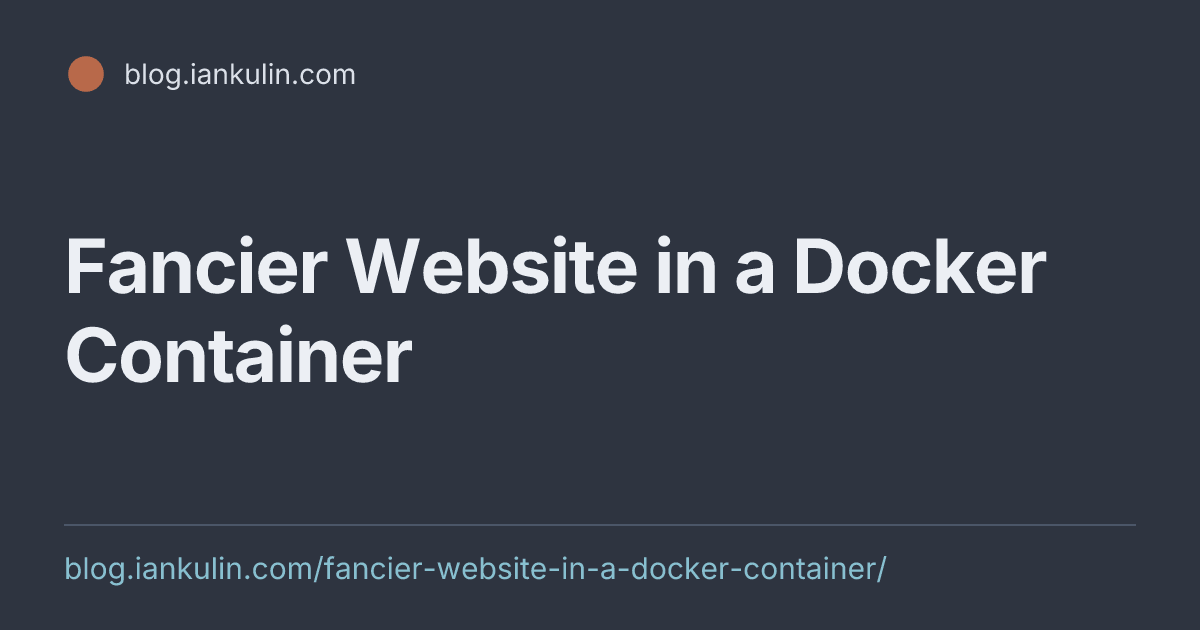 blog.iankulin.com
Fancier Website in a Docker
Container
blog.iankulin.com/fancier-website-in-a-docker-container/